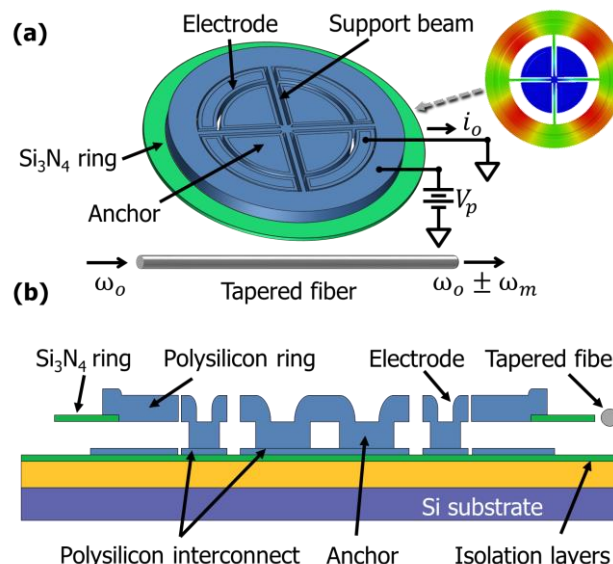 (a)
Electrode
Support beam
Si₃N₄ ring
Anchor
iₒ
Vₚ
ωₒ
Tapered fiber
ωₒ ± ωₘ
(b)
Si₃N₄ ring
Polysilicon ring
Electrode
Tapered fibe
Si substrate
Polysilicon interconnect
Anchor
Isolation layers